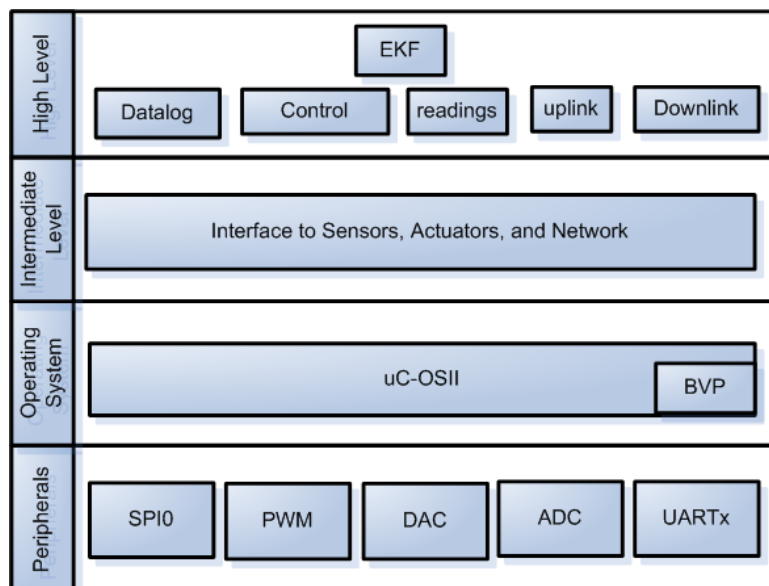 High Level
EKF
Datalog
Control
readings
uplink
Downlink
Intermediate
Level
Interface to Sensors, Actuators, and Network
Operating
System
uC-OSII
BVP
Peripherals
SPI0
PWM
DAC
ADC
UARTx